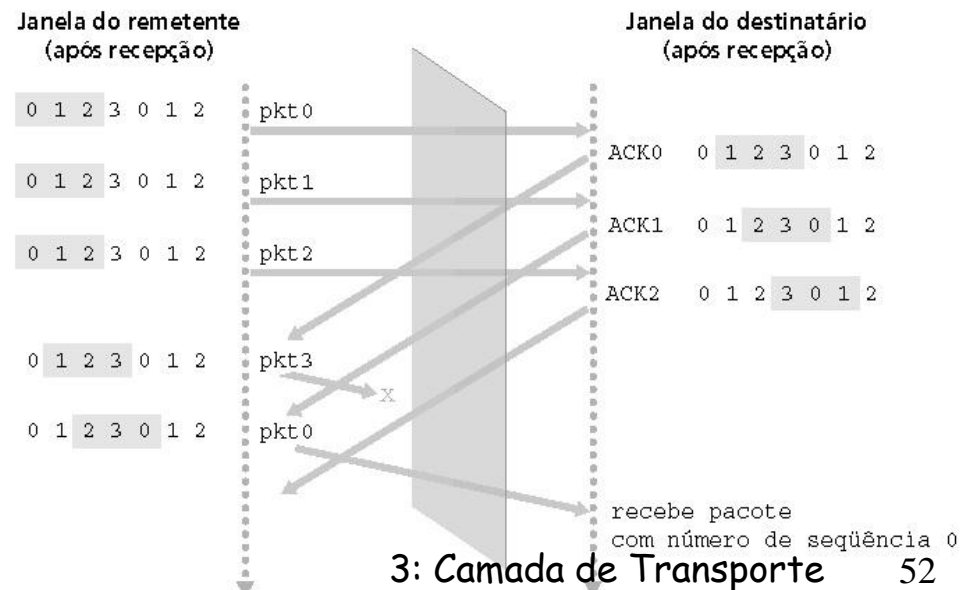 Janela do remetente
(após recepção)
Janela do destinatário
(após recepção)
0 1 2 3 0 1 2
pkt0
ACK0 0 1 2 3 0 1 2
0 1 2 3 0 1 2
pkt1
ACK1 0 1 2 3 0 1 2
0 1 2 3 0 1 2
pkt2
ACK2 0 1 2 3 0 1 2
0 1 2 3 0 1 2
pkt3
x
0 1 2 3 0 1 2
pkt0
recebe pacote
com número de seqüência 0
3: Camada de Transporte 52